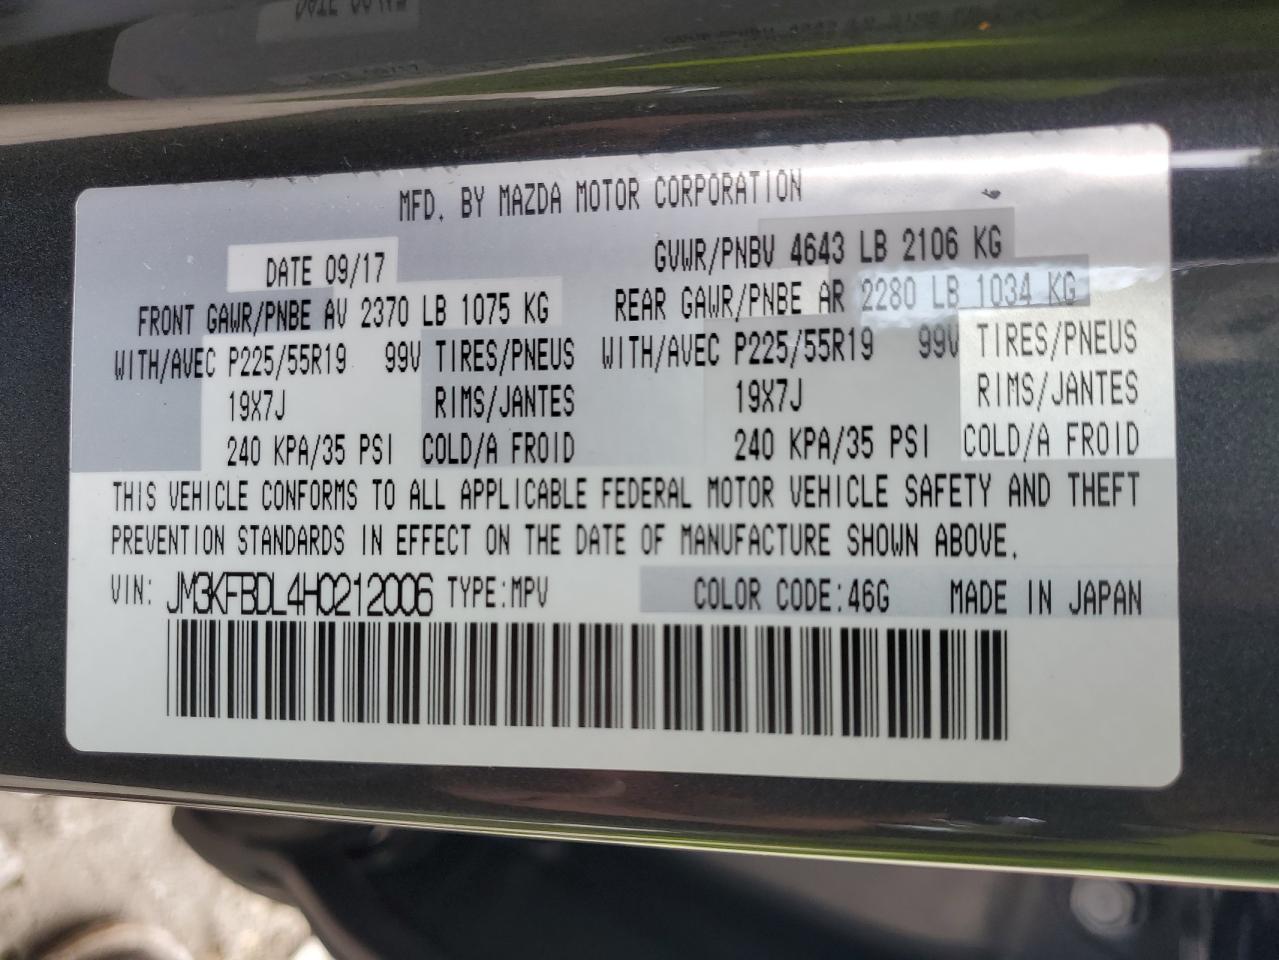 MFD. BY MAZDA MOTOR CORPORATION
DATE 09/17 GVWR/PNBV 4643 LB 2106 KG
FRONT GAWR/PNBE AV 2370 LB 1075 KG REAR GAWR/PNBE AR 2280 LB 1034 KG
WITH/AVEC P225/55R19 99V TIRES/PNEUS WITH/AVEC P225/55R19 99V TIRES/PNEUS
19X7J RIMS/JANTES 19X7J RIMS/JANTES
240 KPA/35 PSI COLD/A FROID 240 KPA/35 PSI COLD/A FROID
THIS VEHICLE CONFORMS TO ALL APPLICABLE FEDERAL MOTOR VEHICLE SAFETY AND THEFT
PREVENTION STANDARDS IN EFFECT ON THE DATE OF MANUFACTURE SHOWN ABOVE.
VIN: JM3KFBDL4H0212006 TYPE:MPV COLOR CODE:46G MADE IN JAPAN